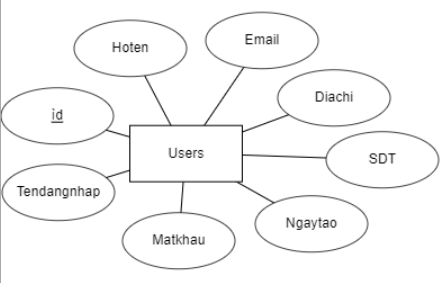 Email
Hoten
Diachi
id
Users
SDT
Tendangnhap
Ngaytao
Matkhau